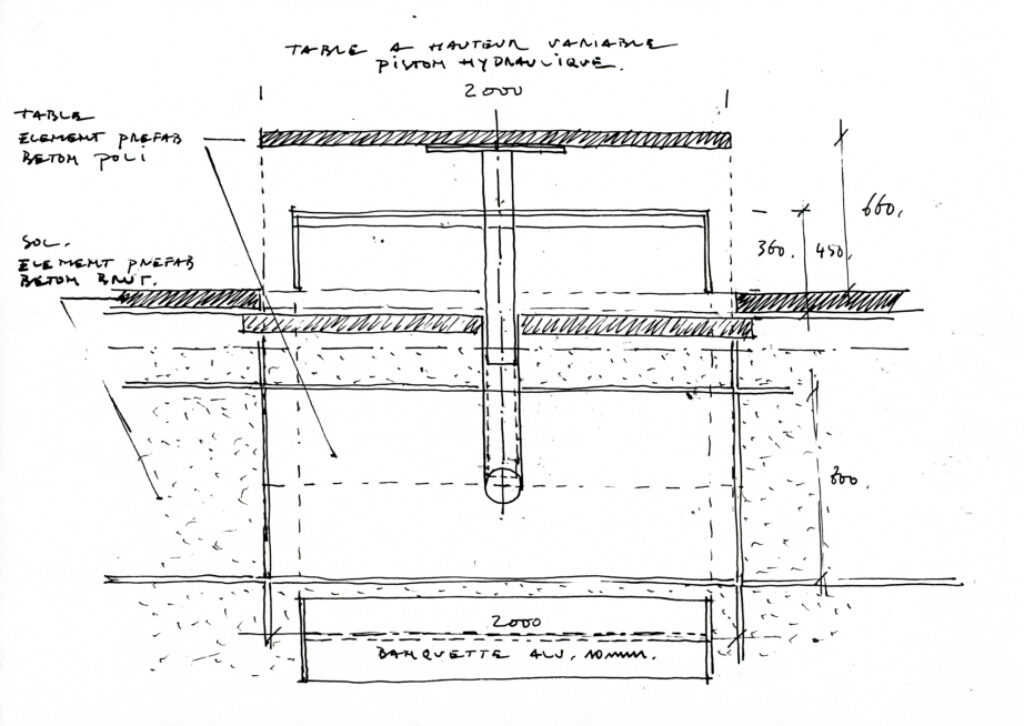 TABLE A HAUTEUR VARIABLE
PISTON HYDRAULIQUE.
2000
TABLE
ELEMENT PREFAB
BETON POLI
660.
360. 450.
SOL.
ELEMENT PREFAB
BETON BRUT.
2000
BANQUETTE ALU. 10mm.